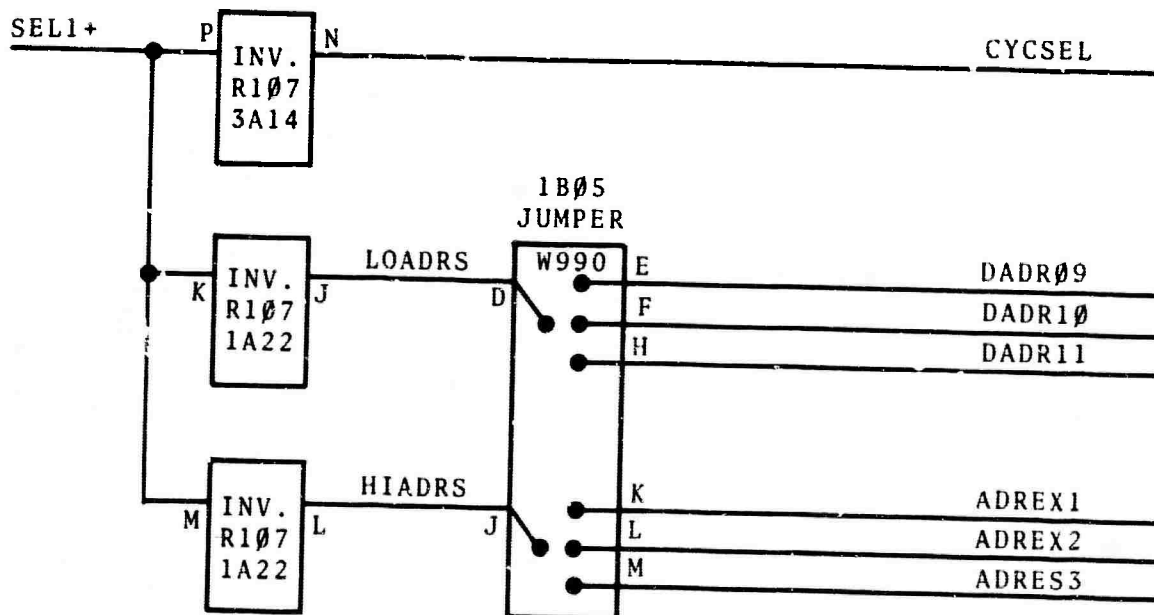 SEL1+
P
INV.
R1Ø7
3A14
N
CYCSEL
1BØ5
JUMPER
W990
K
INV.
R1Ø7
1A22
J
LOADRS
D
E
DADRØ9
F
DADR1Ø
H
DADR11
M
INV.
R1Ø7
1A22
L
HIADRS
J
K
ADREX1
L
ADREX2
M
ADRES3